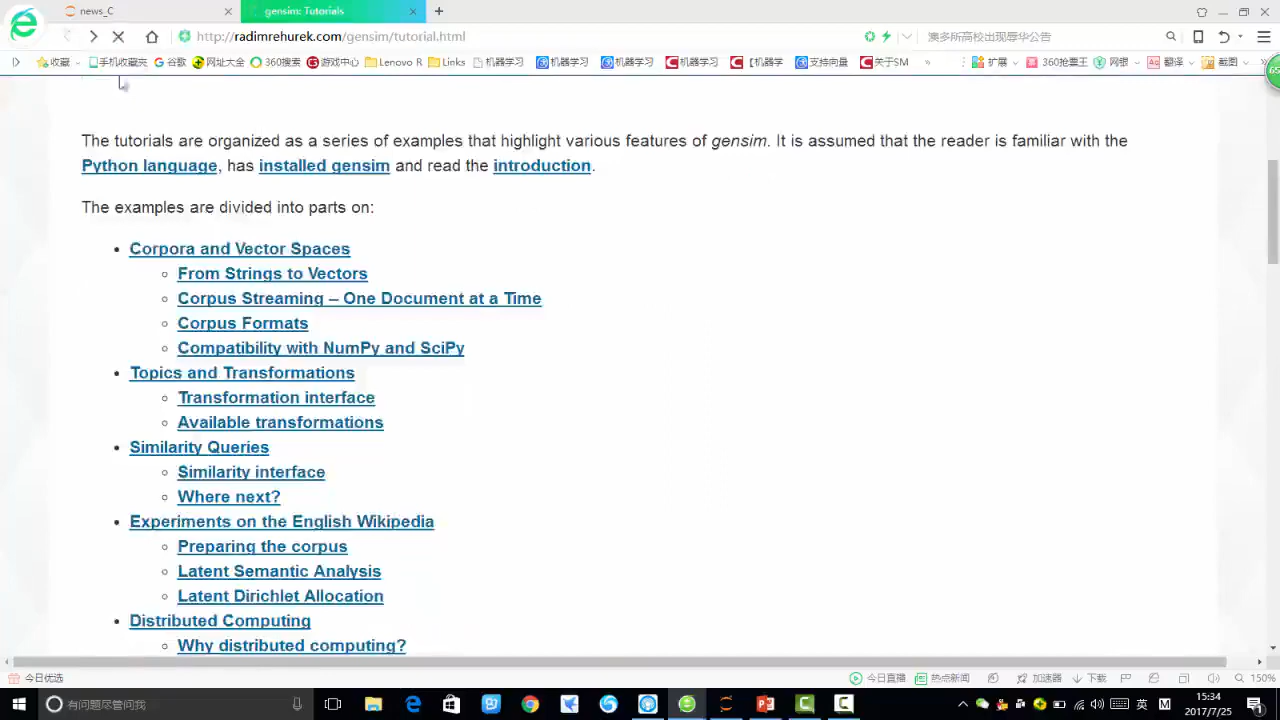 news_C
gensim: Tutorials
http://radimrehurek.com/gensim/tutorial.html
澳多所高校出现辱华公告
收藏 手机收藏夹 谷歌 网址大全 360搜索 游戏中心 Lenovo R Links 机器学习 机器学习 机器学习 机器学习 【机器学 支持向量 关于SM » 扩展 360抢票王 网银 翻译 截图 »
65
The tutorials are organized as a series of examples that highlight various features of gensim. It is assumed that the reader is familiar with the
Python language, has installed gensim and read the introduction.
The examples are divided into parts on:
• Corpora and Vector Spaces
From Strings to Vectors
Corpus Streaming – One Document at a Time
Corpus Formats
Compatibility with NumPy and SciPy
• Topics and Transformations
Transformation interface
Available transformations
• Similarity Queries
Similarity interface
Where next?
• Experiments on the English Wikipedia
Preparing the corpus
Latent Semantic Analysis
Latent Dirichlet Allocation
• Distributed Computing
Why distributed computing?
今日优选
今日直播 热点新闻 加速器 下载 150%
有问题尽管问我
英 M
15:34
2017/7/25